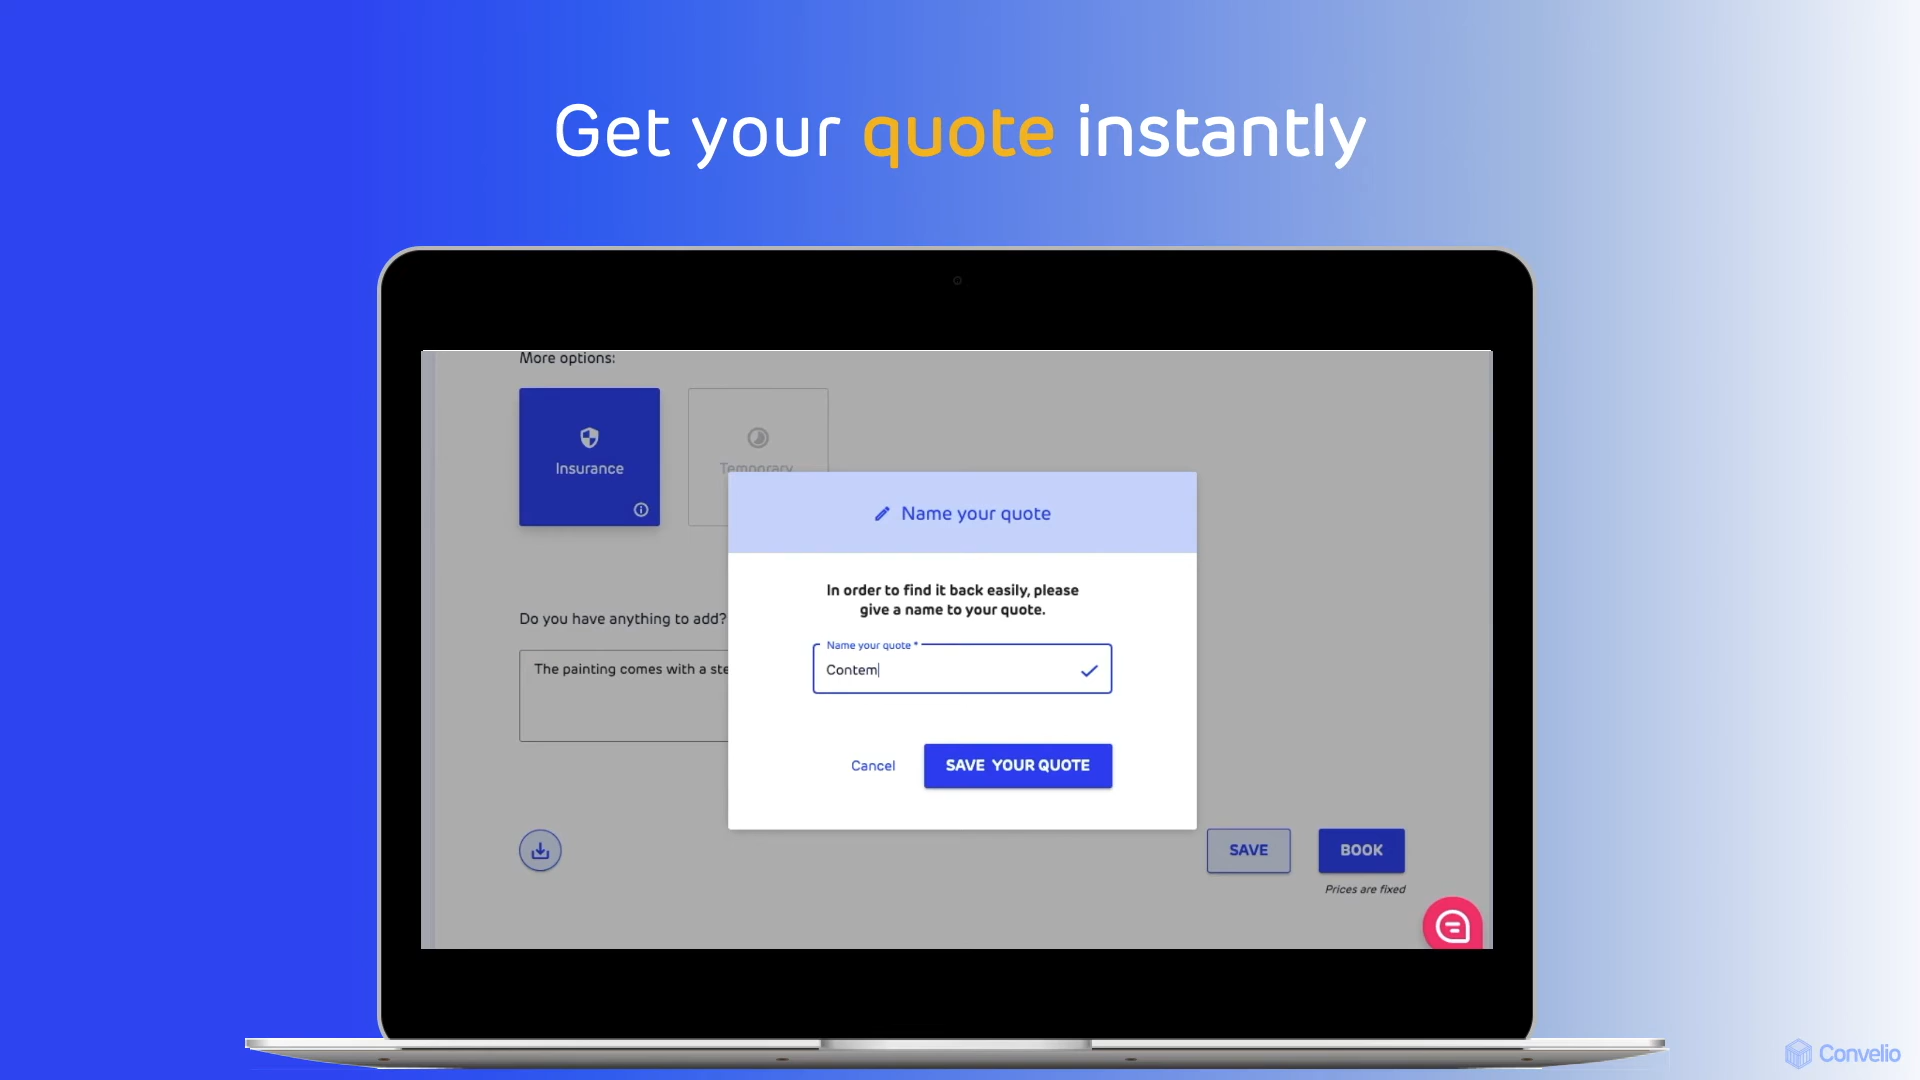 Get your quote instantly
More options:
Insurance
Temporary
Name your quote
In order to find it back easily, please
give a name to your quote.
Do you have anything to add?
Name your quote *
The painting comes with a ste
Contem
Cancel
SAVE YOUR QUOTE
SAVE
BOOK
Prices are fixed
Convelio